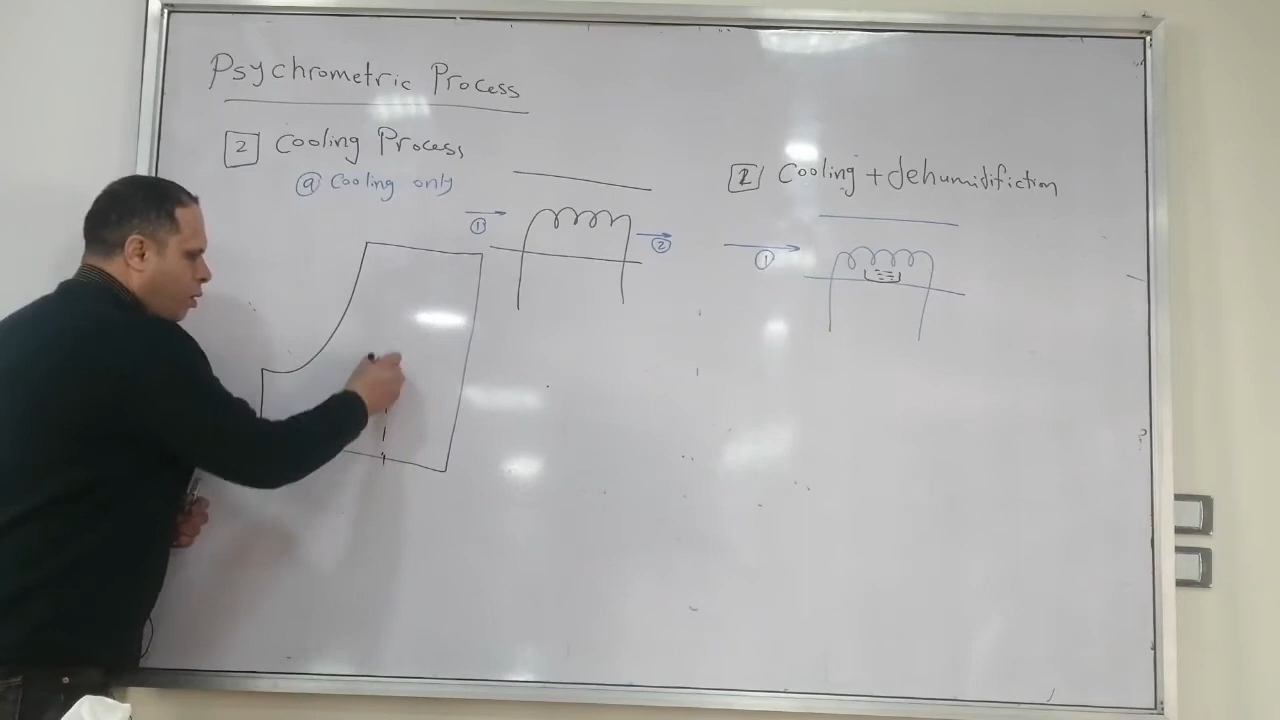 Psychrometric Process
2 Cooling Process
a Cooling only
1
2
2 Cooling + dehumidifiction
1